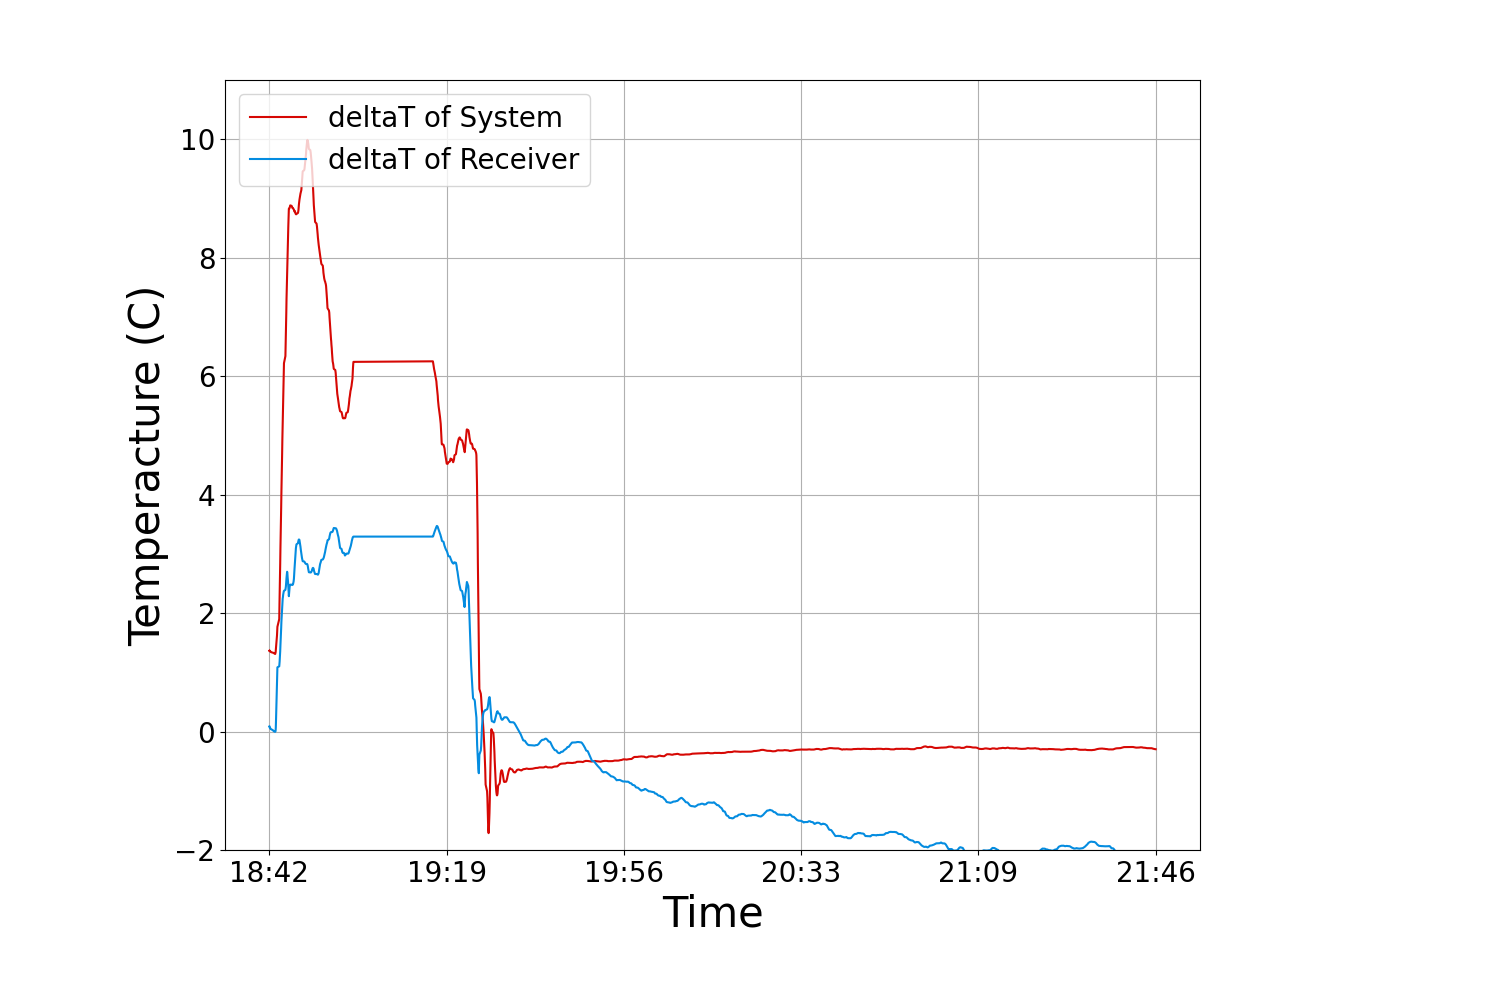 deltaT of System
deltaT of Receiver
10
8
6
4
2
0
−2
Temperacture (C)
18:42 19:19 19:56 20:33 21:09 21:46
Time